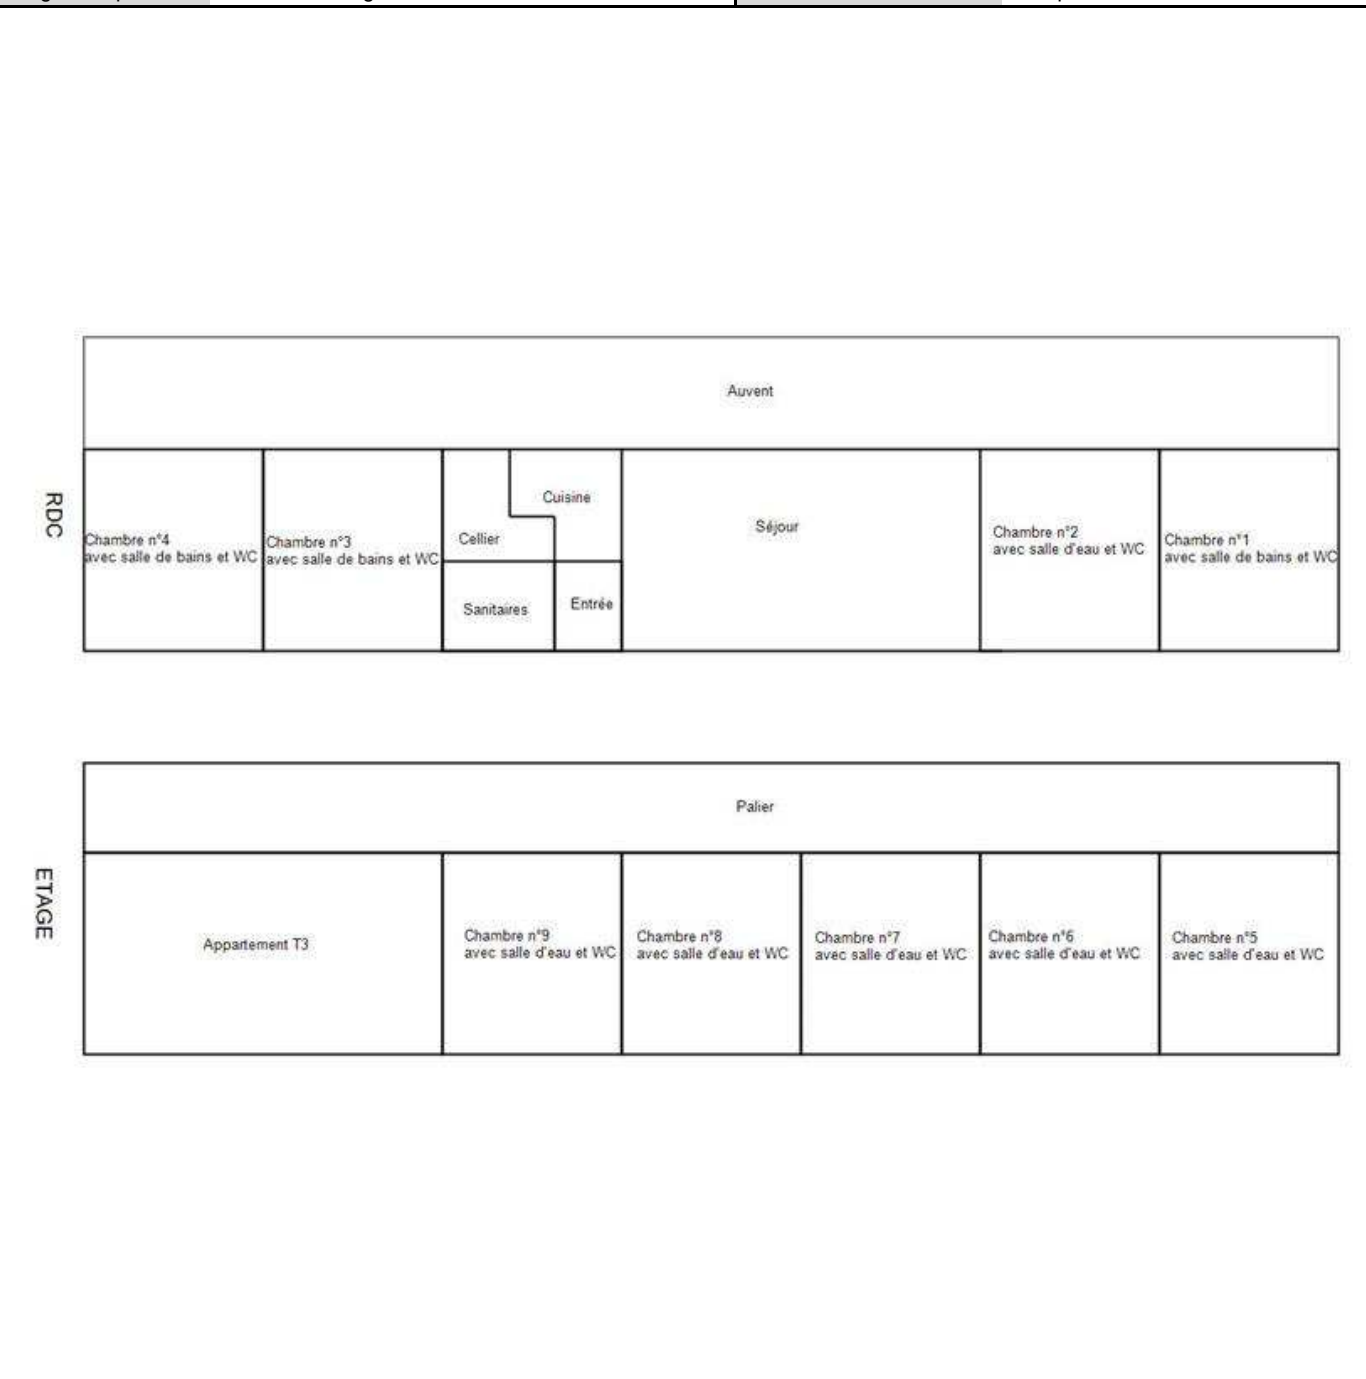 Auvent
RDC
Chambre n°4
avec salle de bains et WC
Chambre n°3
avec salle de bains et WC
Cuisine
Cellier
Sanitaires
Entrée
Séjour
Chambre n°2
avec salle d'eau et WC
Chambre n°1
avec salle de bains et WC
Palier
ETAGE
Appartement T3
Chambre n°9
avec salle d'eau et WC
Chambre n°8
avec salle d'eau et WC
Chambre n°7
avec salle d'eau et WC
Chambre n°6
avec salle d'eau et WC
Chambre n°5
avec salle d'eau et WC